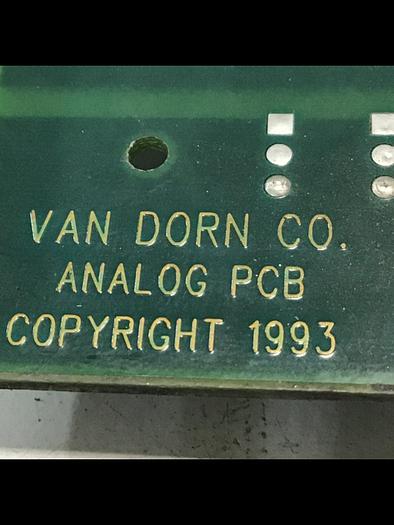 VAN DORN CO.
ANALOG PCB
COPYRIGHT 1993